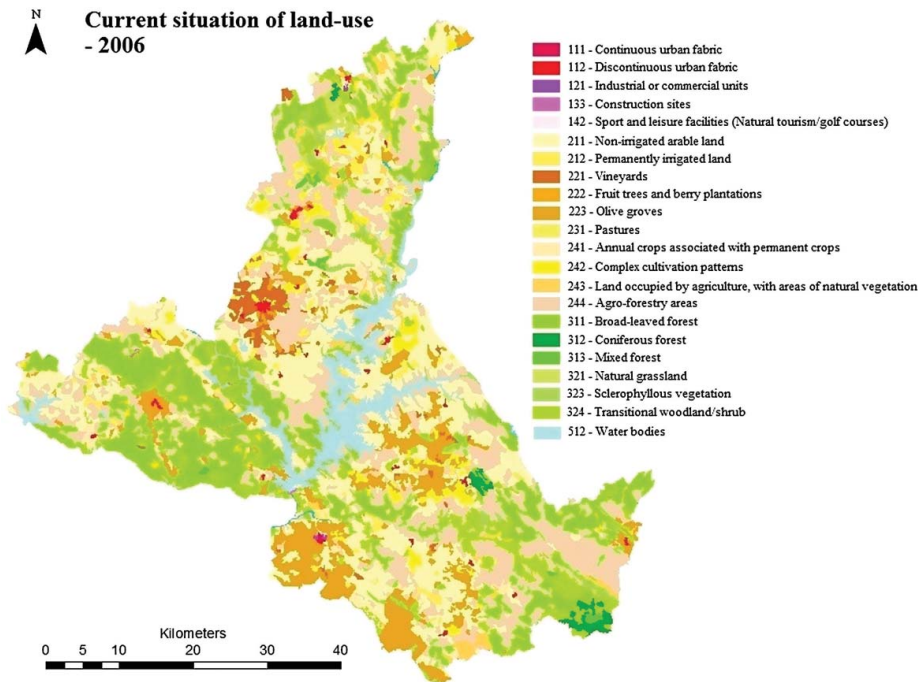 N
Current situation of land-use
- 2006
111 - Continuous urban fabric
112 - Discontinuous urban fabric
121 - Industrial or commercial units
133 - Construction sites
142 - Sport and leisure facilities (Natural tourism/golf courses)
211 - Non-irrigated arable land
212 - Permanently irrigated land
221 - Vineyards
222 - Fruit trees and berry plantations
223 - Olive groves
231 - Pastures
241 - Annual crops associated with permanent crops
242 - Complex cultivation patterns
243 - Land occupied by agriculture, with areas of natural vegetation
244 - Agro-forestry areas
311 - Broad-leaved forest
312 - Coniferous forest
313 - Mixed forest
321 - Natural grassland
323 - Sclerophyllous vegetation
324 - Transitional woodland/shrub
512 - Water bodies
Kilometers
0 5 10 20 30 40